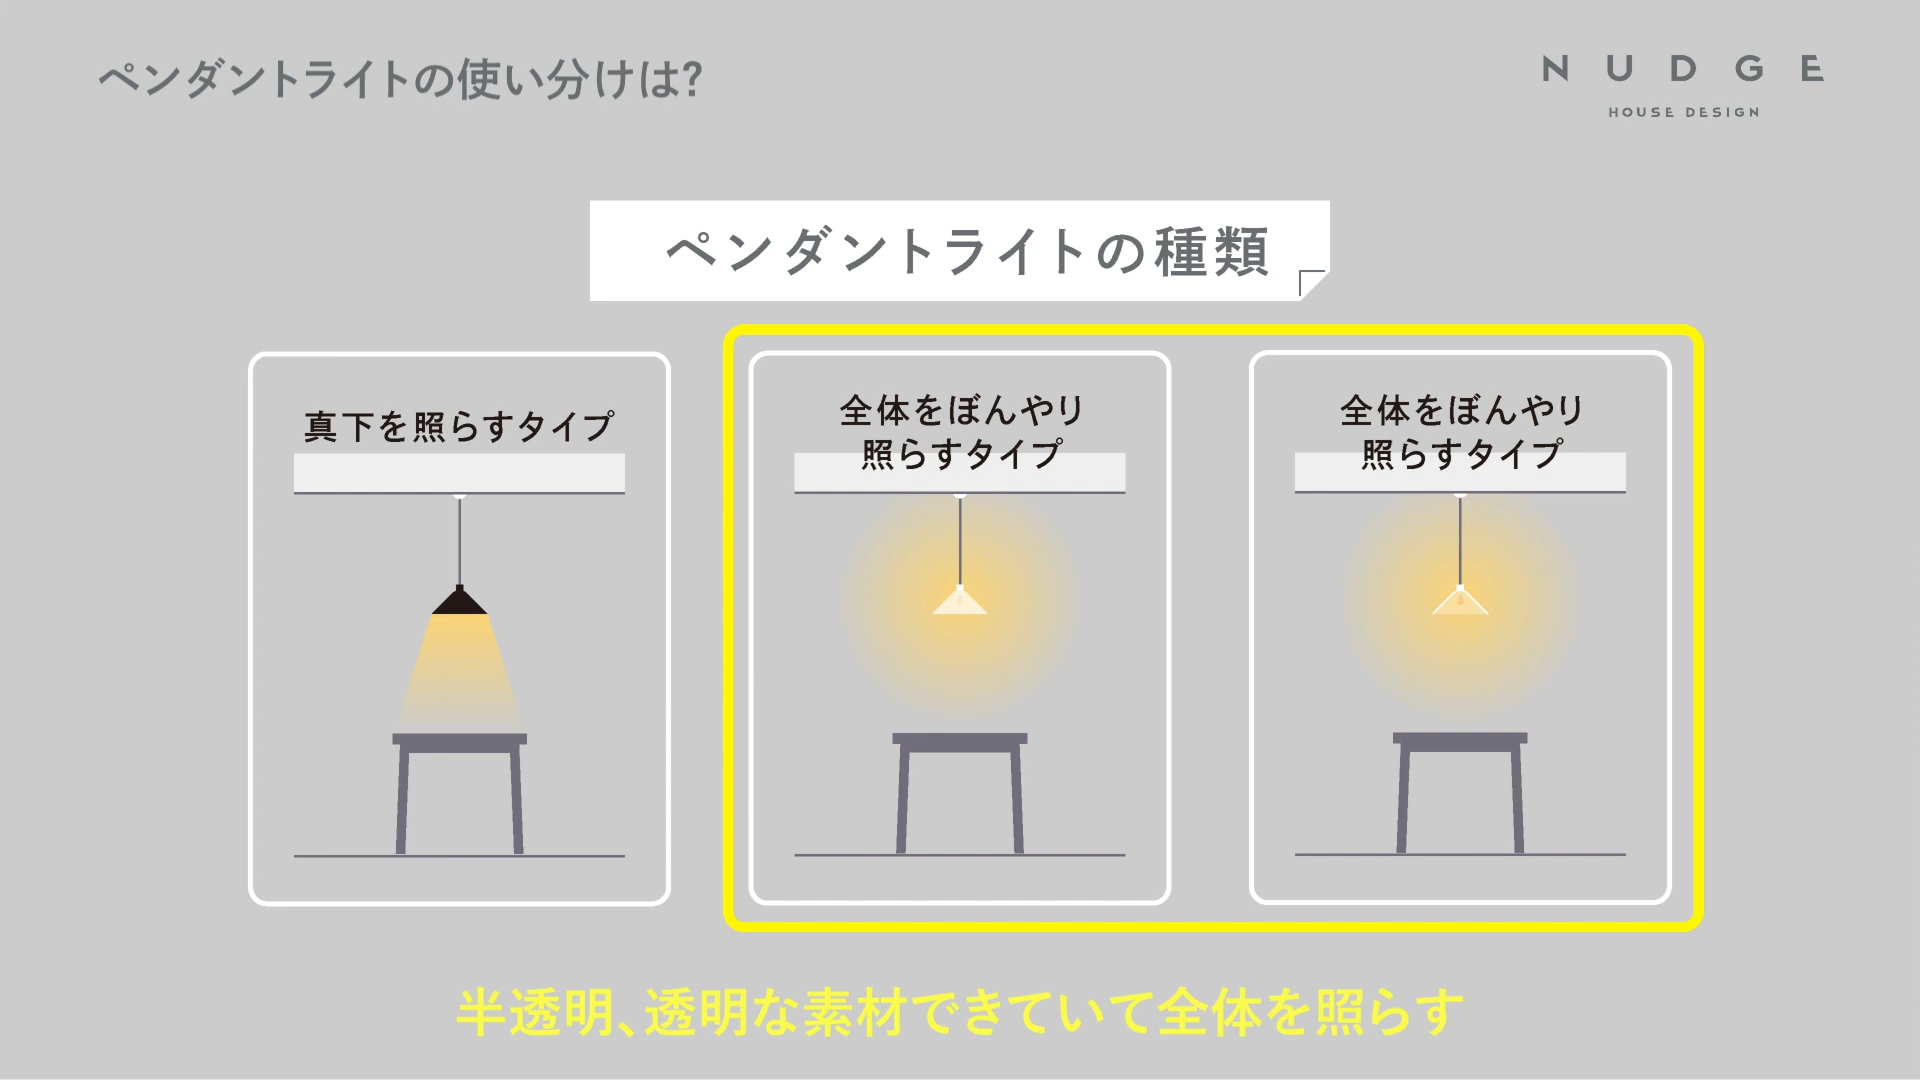 ペンダントライトの使い分けは?
NUDGE
HOUSE DESIGN
ペンダントライトの種類
真下を照らすタイプ
全体をぼんやり
照らすタイプ
全体をぼんやり
照らすタイプ
半透明、透明な素材でできていて全体を照らす